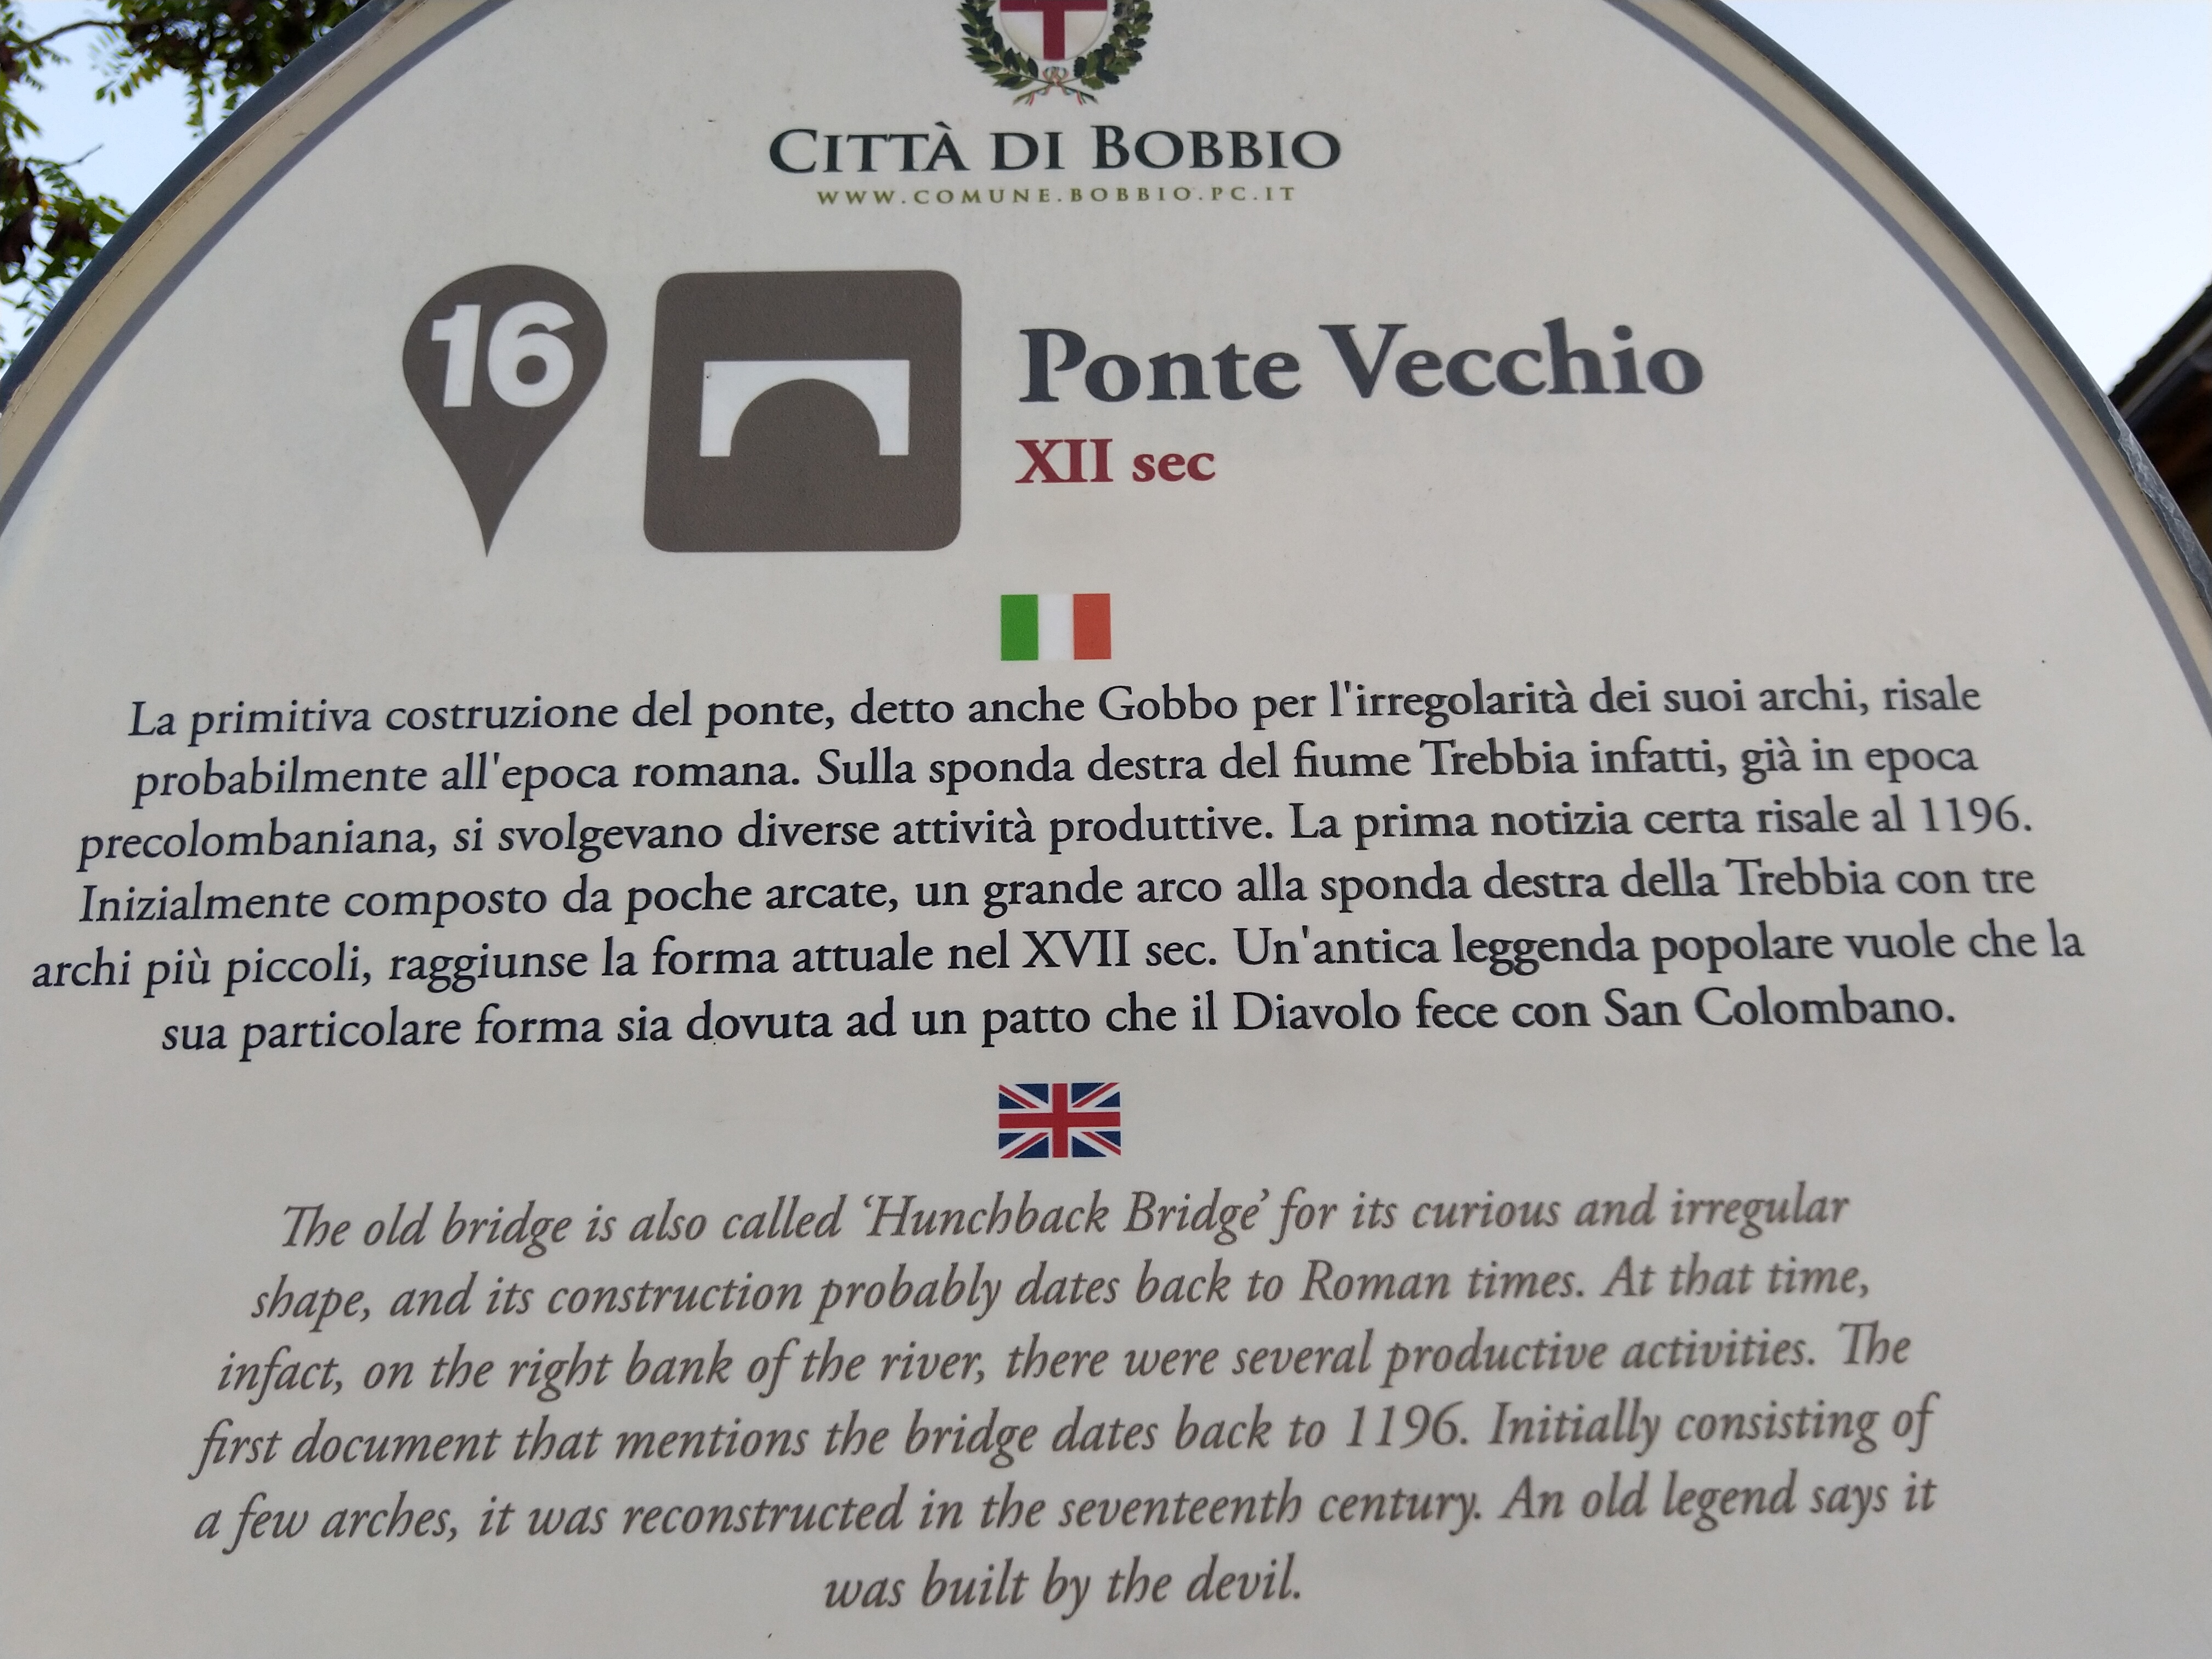 CITTÀ DI BOBBIO
WWW.COMUNE.BOBBIO.PC.IT
16
Ponte Vecchio
XII sec
La primitiva costruzione del ponte, detto anche Gobbo per l'irregolarità dei suoi archi, risale
probabilmente all'epoca romana. Sulla sponda destra del fiume Trebbia infatti, già in epoca
precolombaniana, si svolgevano diverse attività produttive. La prima notizia certa risale al 1196.
Inizialmente composto da poche arcate, un grande arco alla sponda destra della Trebbia con tre
archi più piccoli, raggiunse la forma attuale nel XVII sec. Un'antica leggenda popolare vuole che la
sua particolare forma sia dovuta ad un patto che il Diavolo fece con San Colombano.
The old bridge is also called ‘Hunchback Bridge’ for its curious and irregular
shape, and its construction probably dates back to Roman times. At that time,
infact, on the right bank of the river, there were several productive activities. The
first document that mentions the bridge dates back to 1196. Initially consisting of
a few arches, it was reconstructed in the seventeenth century. An old legend says it
was built by the devil.